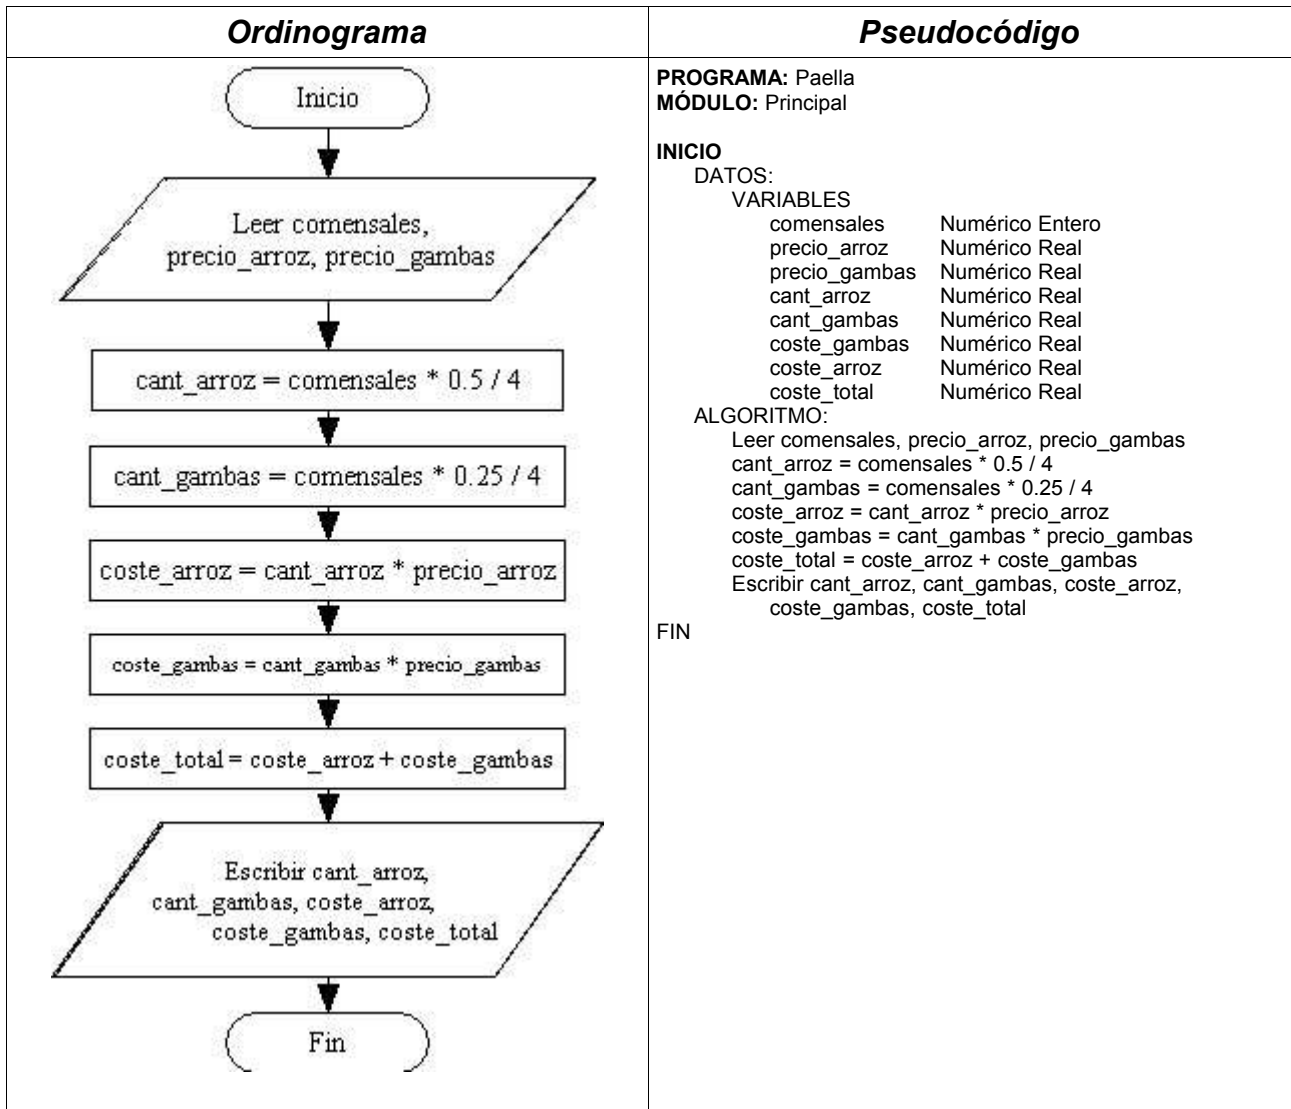 Ordinograma
Inicio
Leer comensales,
precio_arroz, precio_gambas
cant_arroz = comensales * 0.5 / 4
cant_gambas = comensales * 0.25 / 4
coste_arroz = cant_arroz * precio_arroz
coste_gambas = cant_gambas * precio_gambas
coste_total = coste_arroz + coste_gambas
Escribir cant_arroz,
cant_gambas, coste_arroz,
coste_gambas, coste_total
Fin
Pseudocódigo
PROGRAMA: Paella
MÓDULO: Principal
INICIO
DATOS:
VARIABLES
comensales Numérico Entero
precio_arroz Numérico Real
precio_gambas Numérico Real
cant_arroz Numérico Real
cant_gambas Numérico Real
coste_gambas Numérico Real
coste_arroz Numérico Real
coste_total Numérico Real
ALGORITMO:
Leer comensales, precio_arroz, precio_gambas
cant_arroz = comensales * 0.5 / 4
cant_gambas = comensales * 0.25 / 4
coste_arroz = cant_arroz * precio_arroz
coste_gambas = cant_gambas * precio_gambas
coste_total = coste_arroz + coste_gambas
Escribir cant_arroz, cant_gambas, coste_arroz,
coste_gambas, coste_total
FIN